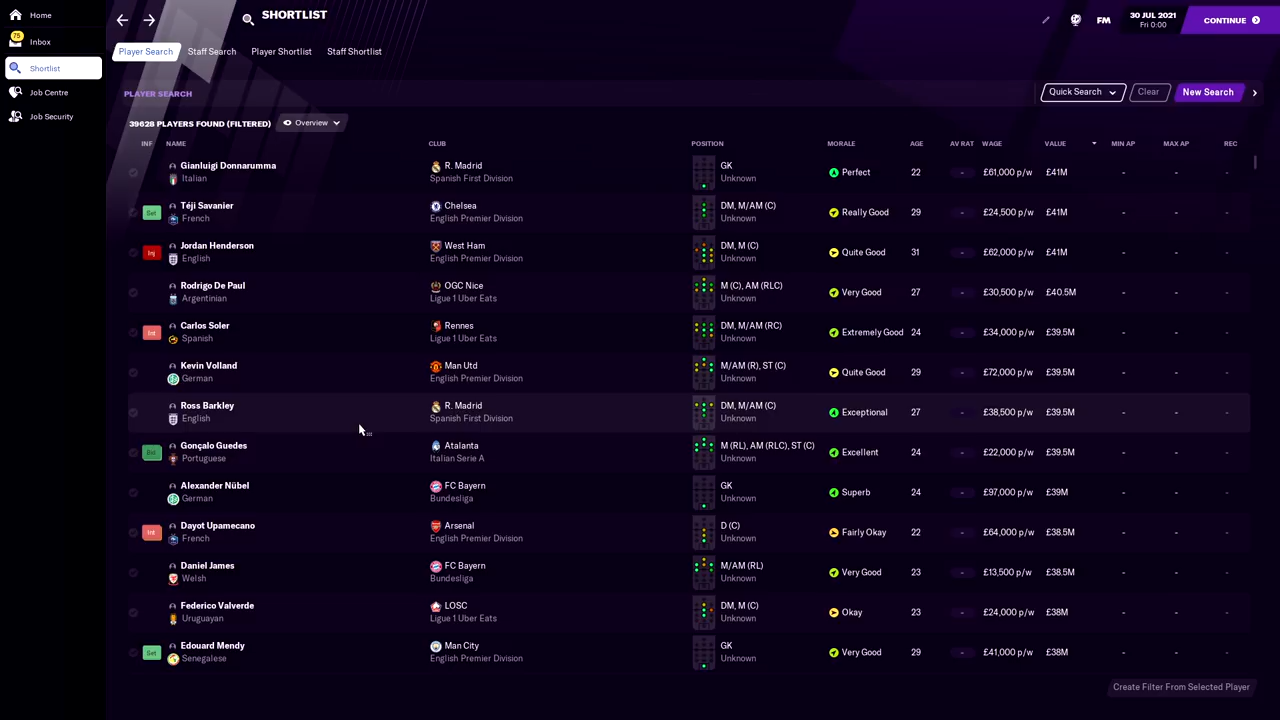 Home
SHORTLIST
30 JUL 2021
Fri 0:00
FM
CONTINUE
75
Inbox
Shortlist
Job Centre
Job Security
Player Search
Staff Search
Player Shortlist
Staff Shortlist
PLAYER SEARCH
Quick Search
Clear
New Search
39628 PLAYERS FOUND (FILTERED)
Overview
INF NAME CLUB POSITION MORALE AGE AV RAT WAGE VALUE MIN AP MAX AP REC
Gianluigi Donnarumma R. Madrid GK
Italian Spanish First Division Unknown Perfect 22 - £61,000 p/w £41M - - -
Téji Savanier Chelsea DM, M/AM (C)
French English Premier Division Unknown Really Good 29 - £24,500 p/w £41M - - -
Inj Jordan Henderson West Ham DM, M (C)
English English Premier Division Unknown Quite Good 31 - £62,000 p/w £41M - - -
Rodrigo De Paul OGC Nice M (C), AM (RLC)
Argentinian Ligue 1 Uber Eats Unknown Very Good 27 - £30,500 p/w £40.5M - - -
Carlos Soler Rennes DM, M/AM (RC)
Spanish Ligue 1 Uber Eats Unknown Extremely Good 24 - £34,000 p/w £39.5M - - -
Kevin Volland Man Utd M/AM (R), ST (C)
German English Premier Division Unknown Quite Good 29 - £72,000 p/w £39.5M - - -
Ross Barkley R. Madrid DM, M/AM (C)
English Spanish First Division Unknown Exceptional 27 - £38,500 p/w £39.5M - - -
Gonçalo Guedes Atalanta M (RL), AM (RLC), ST (C)
Portuguese Italian Serie A Unknown Excellent 24 - £22,000 p/w £39.5M - - -
Alexander Nübel FC Bayern GK
German Bundesliga Unknown Superb 24 - £97,000 p/w £39M - - -
Int Dayot Upamecano Arsenal D (C)
French English Premier Division Unknown Fairly Okay 22 - £64,000 p/w £38.5M - - -
Daniel James FC Bayern M/AM (RL)
Welsh Bundesliga Unknown Very Good 23 - £13,500 p/w £38.5M - - -
Federico Valverde LOSC DM, M (C)
Uruguayan Ligue 1 Uber Eats Unknown Okay 23 - £24,000 p/w £38M - - -
Edouard Mendy Man City GK
Senegalese English Premier Division Unknown Very Good 29 - £41,000 p/w £38M - - -
Create Filter From Selected Player